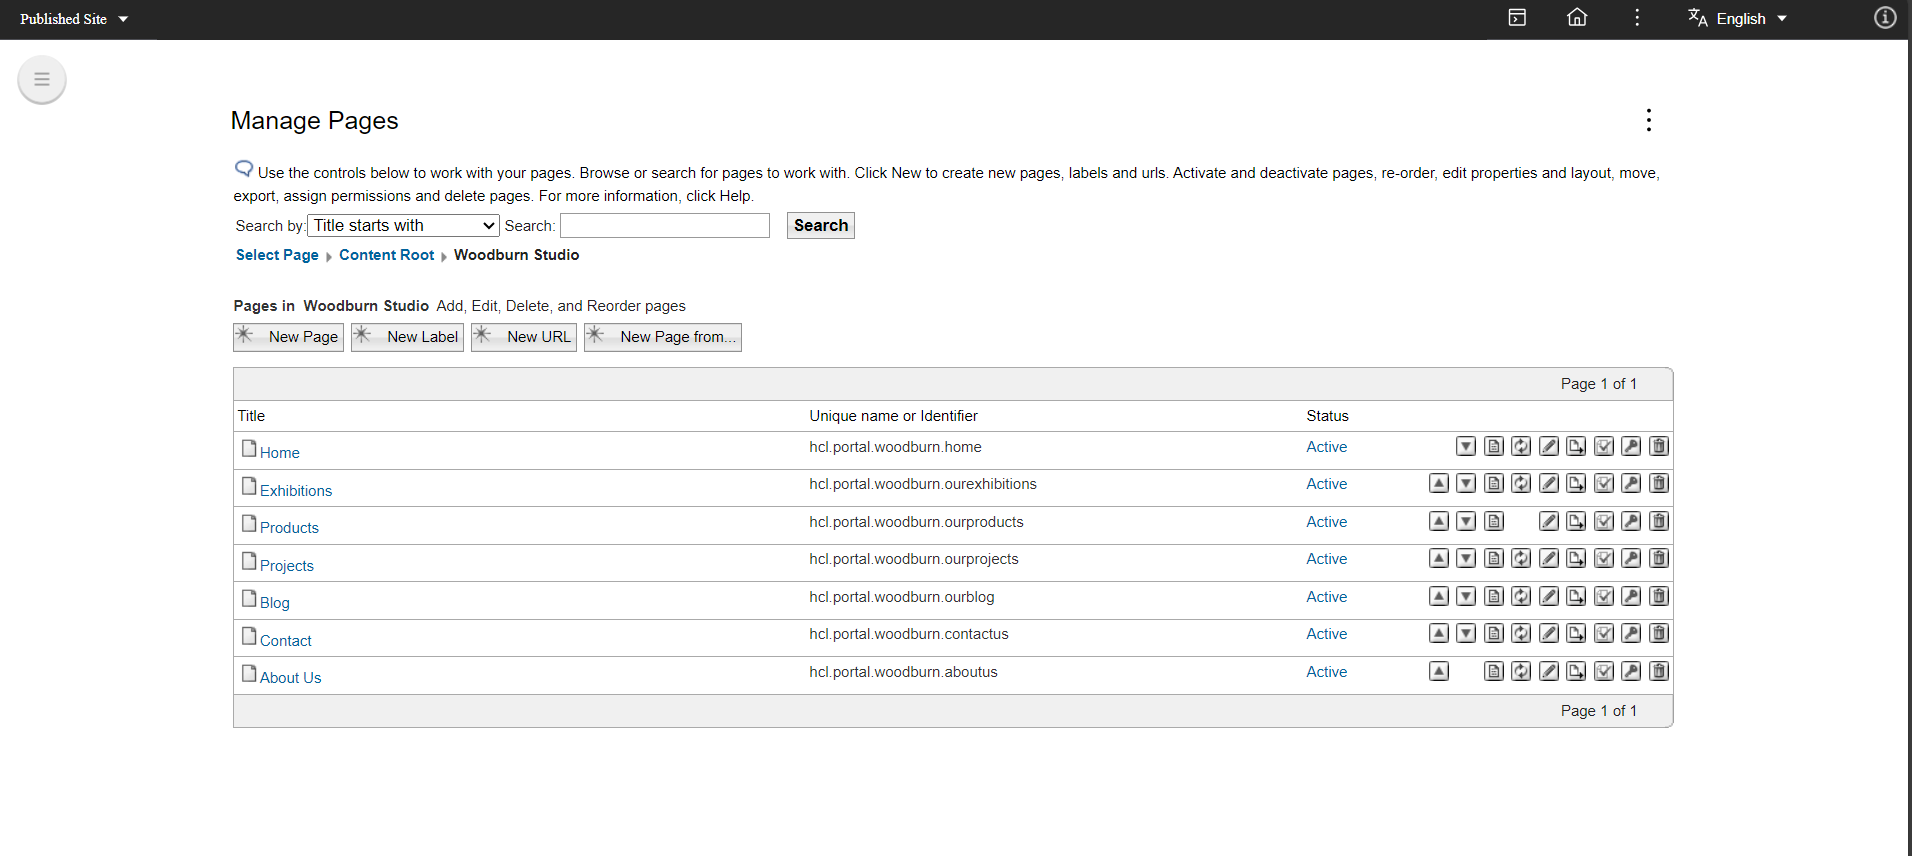 Published Site
English
Manage Pages
Use the controls below to work with your pages. Browse or search for pages to work with. Click New to create new pages, labels and urls. Activate and deactivate pages, re-order, edit properties and layout, move,
export, assign permissions and delete pages. For more information, click Help.
Search by: Title starts with Search: Search
Select Page Content Root Woodburn Studio
Pages in Woodburn Studio Add, Edit, Delete, and Reorder pages
New Page New Label New URL New Page from...
Page 1 of 1
Title Unique name or Identifier Status
Home hcl.portal.woodburn.home Active
Exhibitions hcl.portal.woodburn.ourexhibitions Active
Products hcl.portal.woodburn.ourproducts Active
Projects hcl.portal.woodburn.ourprojects Active
Blog hcl.portal.woodburn.ourblog Active
Contact hcl.portal.woodburn.contactus Active
About Us hcl.portal.woodburn.aboutus Active
Page 1 of 1